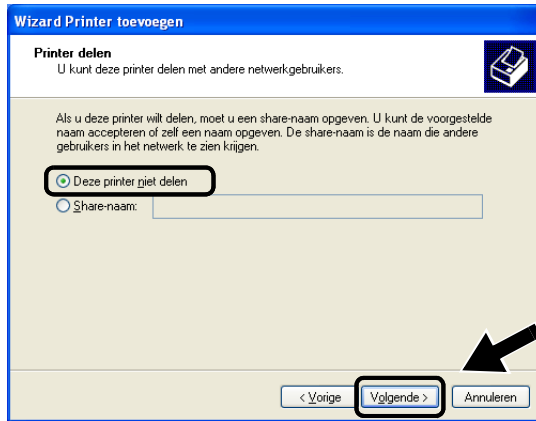 Wizard Printer toevoegen
Printer delen
U kunt deze printer delen met andere netwerkgebruikers.
Als u deze printer wilt delen, moet u een share-naam opgeven. U kunt de voorgestelde
naam accepteren of zelf een naam opgeven. De share-naam is de naam die andere
gebruikers in het netwerk te zien krijgen.
Deze printer niet delen
Share-naam:
< Vorige
Volgende >
Annuleren